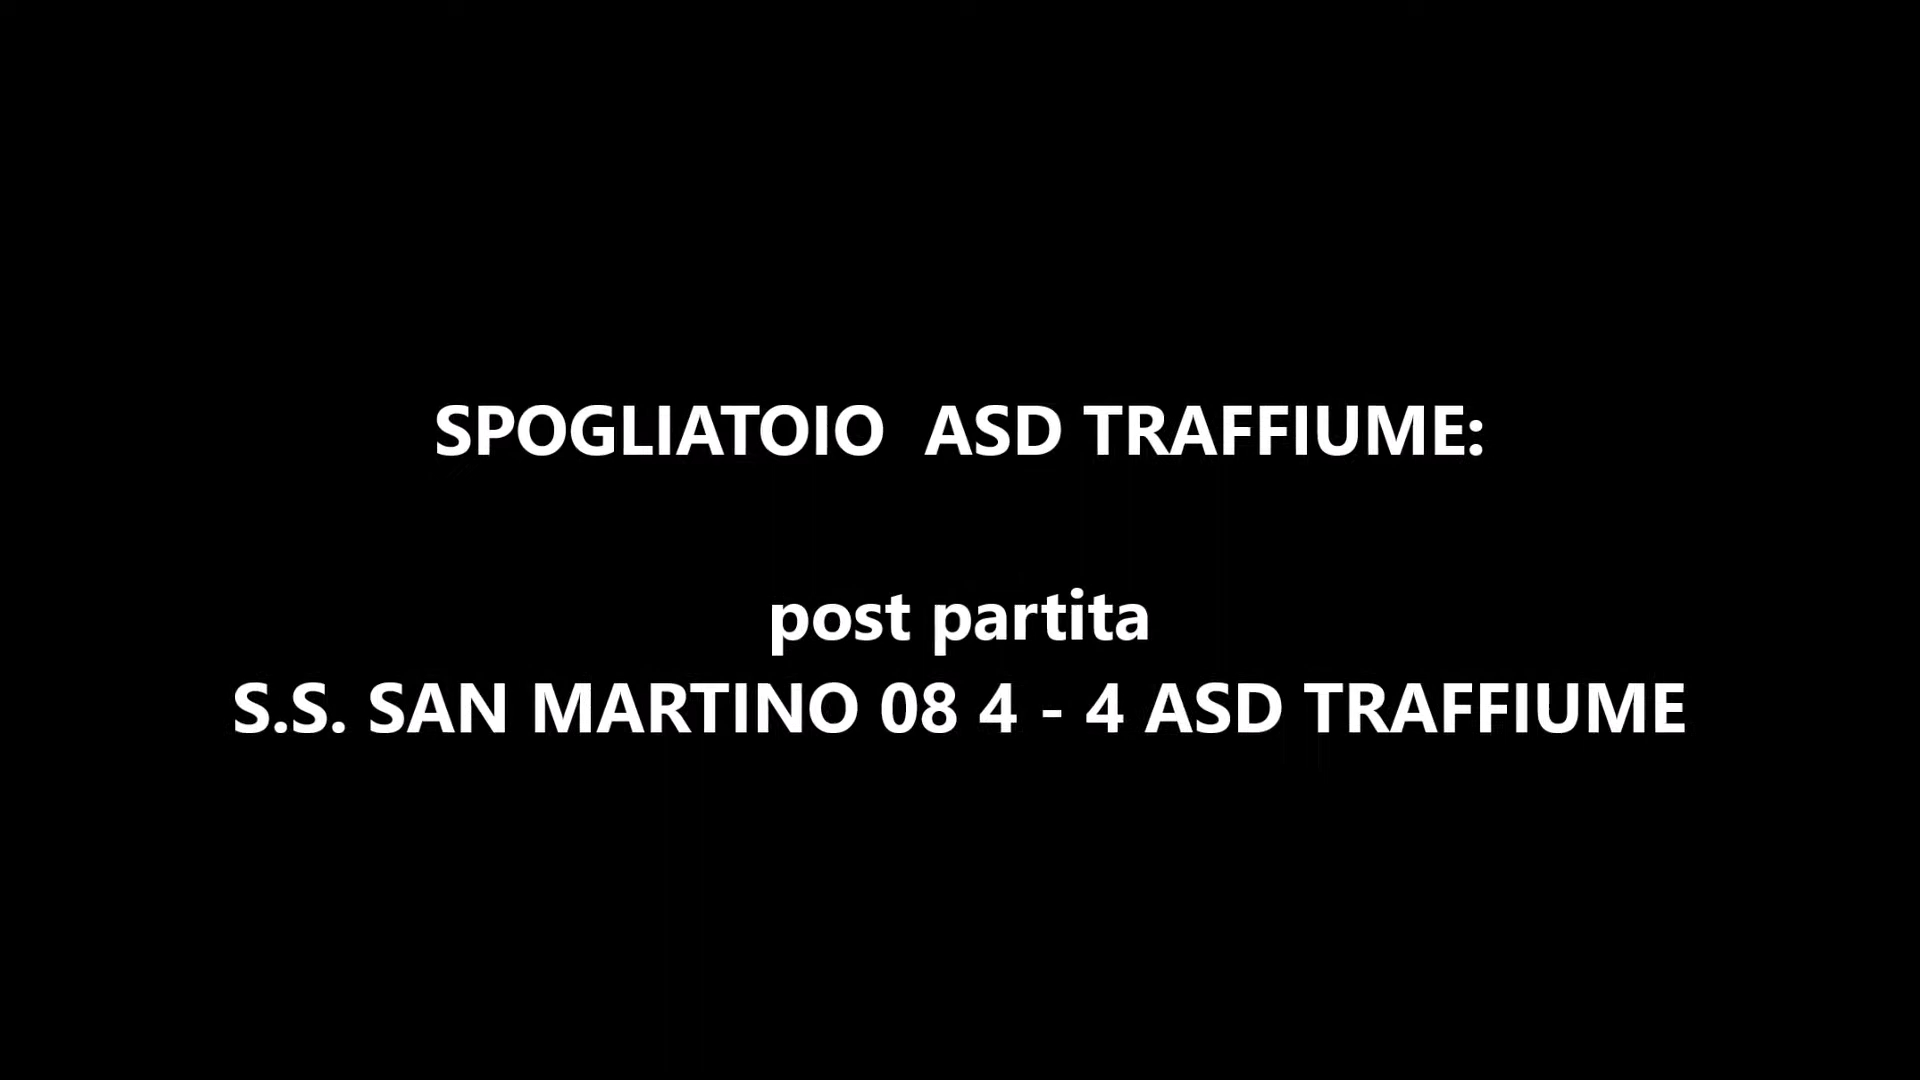 SPOGLIATOIO  ASD TRAFFIUME:
post partita
S.S. SAN MARTINO 08 4 - 4 ASD TRAFFIUME